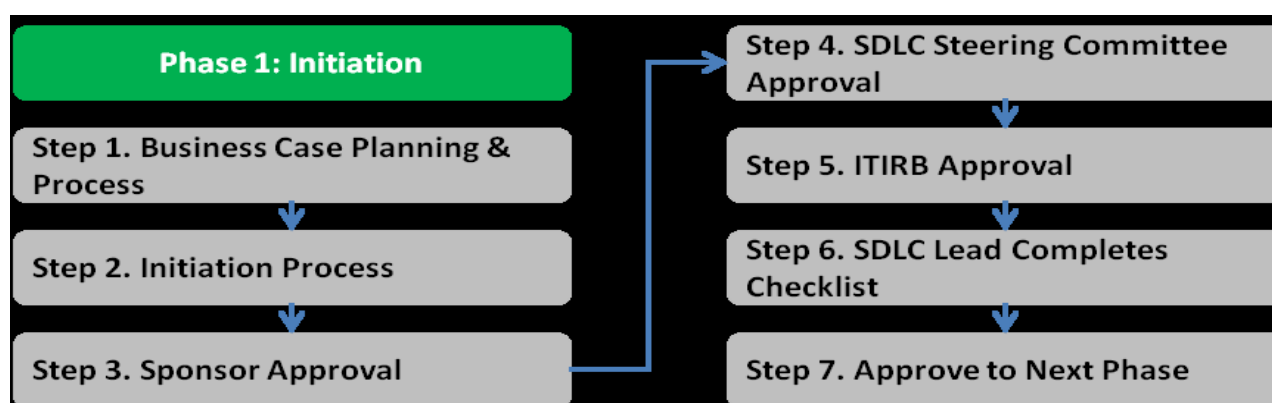 Phase 1: Initiation
Step 1. Business Case Planning &
Process
Step 2. Initiation Process
Step 3. Sponsor Approval
Step 4. SDLC Steering Committee
Approval
Step 5. ITIRB Approval
Step 6. SDLC Lead Completes
Checklist
Step 7. Approve to Next Phase